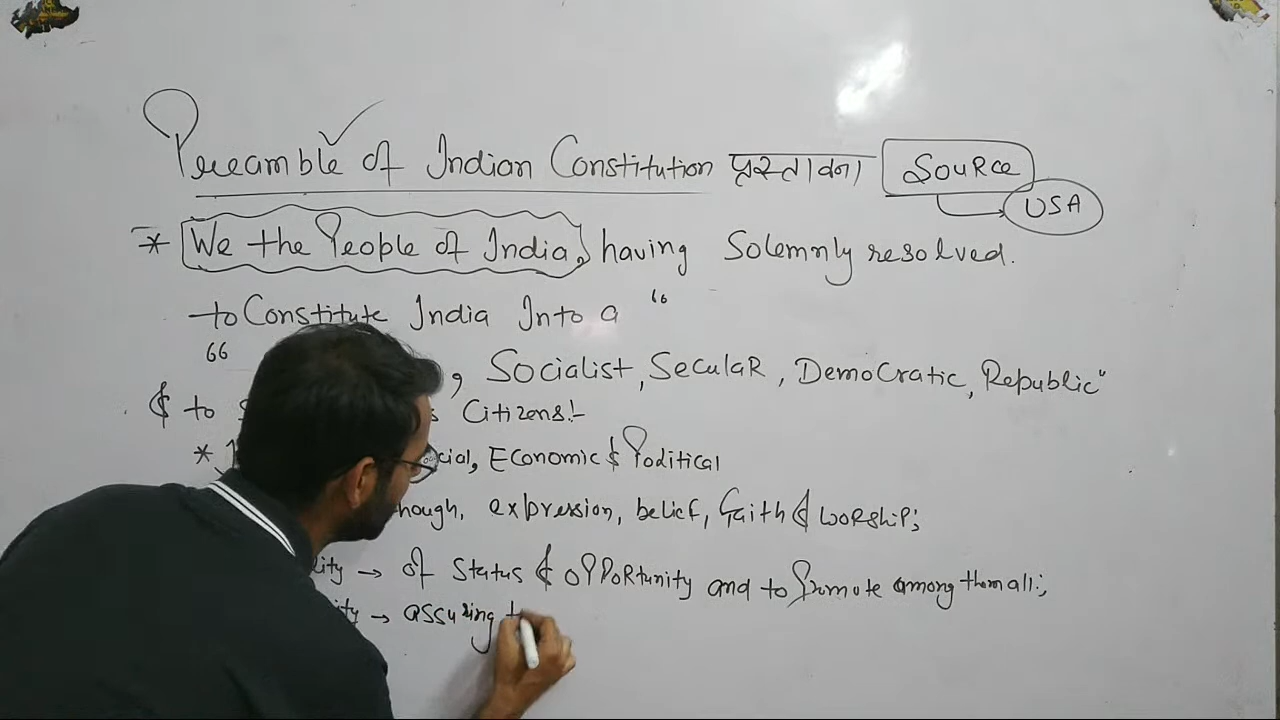 Preamble of Indian Constitution प्रस्तावना Source
USA
* We the People of India, having Solemnly resolved.
to Constitute India Into a "
" , Socialist, Secular, Democratic, Republic"
$ to Citizens!-
* cial, Economic & Political
hough, expression, belief, faith & worship;
lity → of Status & opportunity and to promote among them all;
ity → assuring t